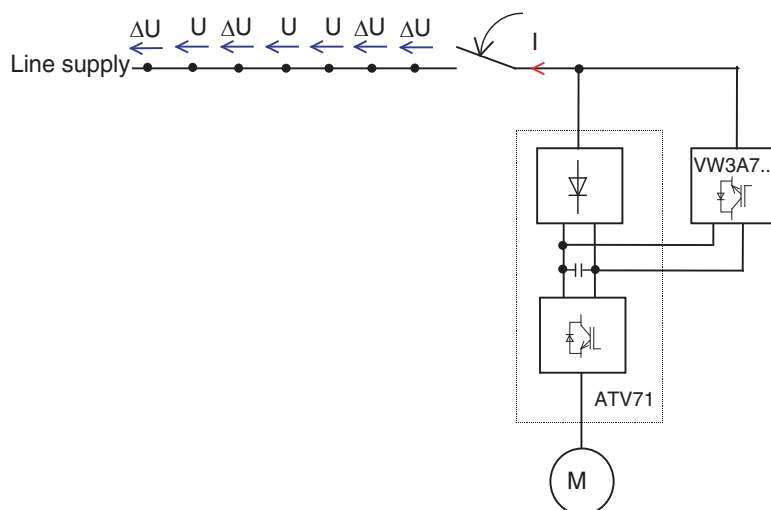 ΔU U ΔU U U ΔU ΔU
I
Line supply
VW3A7..
ATV71
M